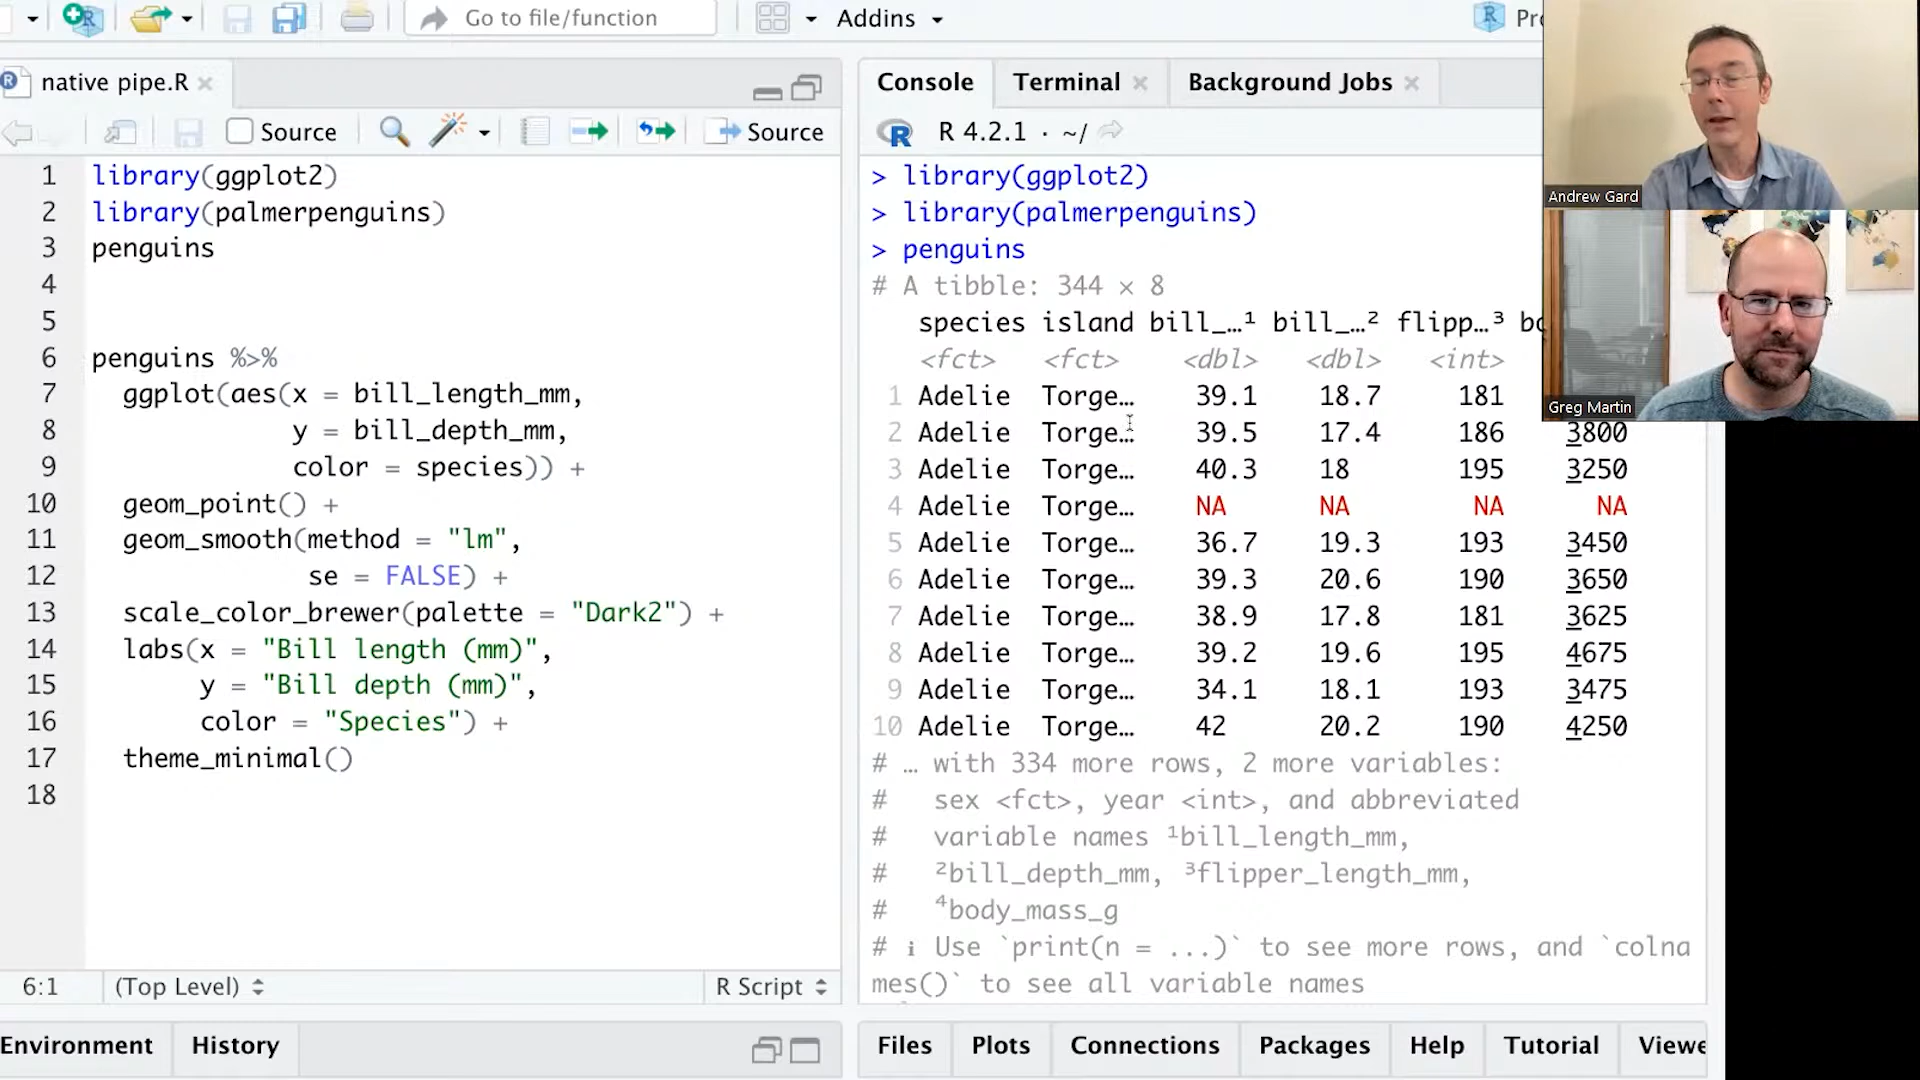 Go to file/function
Addins
native pipe.R
Source
Source
1 library(ggplot2)
2 library(palmerpenguins)
3 penguins
4
5
6 penguins %>%
7 ggplot(aes(x = bill_length_mm,
8 y = bill_depth_mm,
9 color = species)) +
10 geom_point() +
11 geom_smooth(method = "lm",
12 se = FALSE) +
13 scale_color_brewer(palette = "Dark2") +
14 labs(x = "Bill length (mm)",
15 y = "Bill depth (mm)",
16 color = "Species") +
17 theme_minimal()
18
6:1 (Top Level) R Script
Environment History
Console Terminal Background Jobs
R 4.2.1 · ~/
> library(ggplot2)
> library(palmerpenguins)
> penguins
# A tibble: 344 × 8
species island bill_…¹ bill_…² flipp…³
<fct> <fct> <dbl> <dbl> <int>
1 Adelie Torge… 39.1 18.7 181
2 Adelie Torge… 39.5 17.4 186 3800
3 Adelie Torge… 40.3 18 195 3250
4 Adelie Torge… NA NA NA NA
5 Adelie Torge… 36.7 19.3 193 3450
6 Adelie Torge… 39.3 20.6 190 3650
7 Adelie Torge… 38.9 17.8 181 3625
8 Adelie Torge… 39.2 19.6 195 4675
9 Adelie Torge… 34.1 18.1 193 3475
10 Adelie Torge… 42 20.2 190 4250
# … with 334 more rows, 2 more variables:
# sex <fct>, year <int>, and abbreviated
# variable names ¹bill_length_mm,
# ²bill_depth_mm, ³flipper_length_mm,
# ⁴body_mass_g
# ℹ Use `print(n = ...)` to see more rows, and `colna
mes()` to see all variable names
Files Plots Connections Packages Help Tutorial Viewe
Andrew Gard
Greg Martin